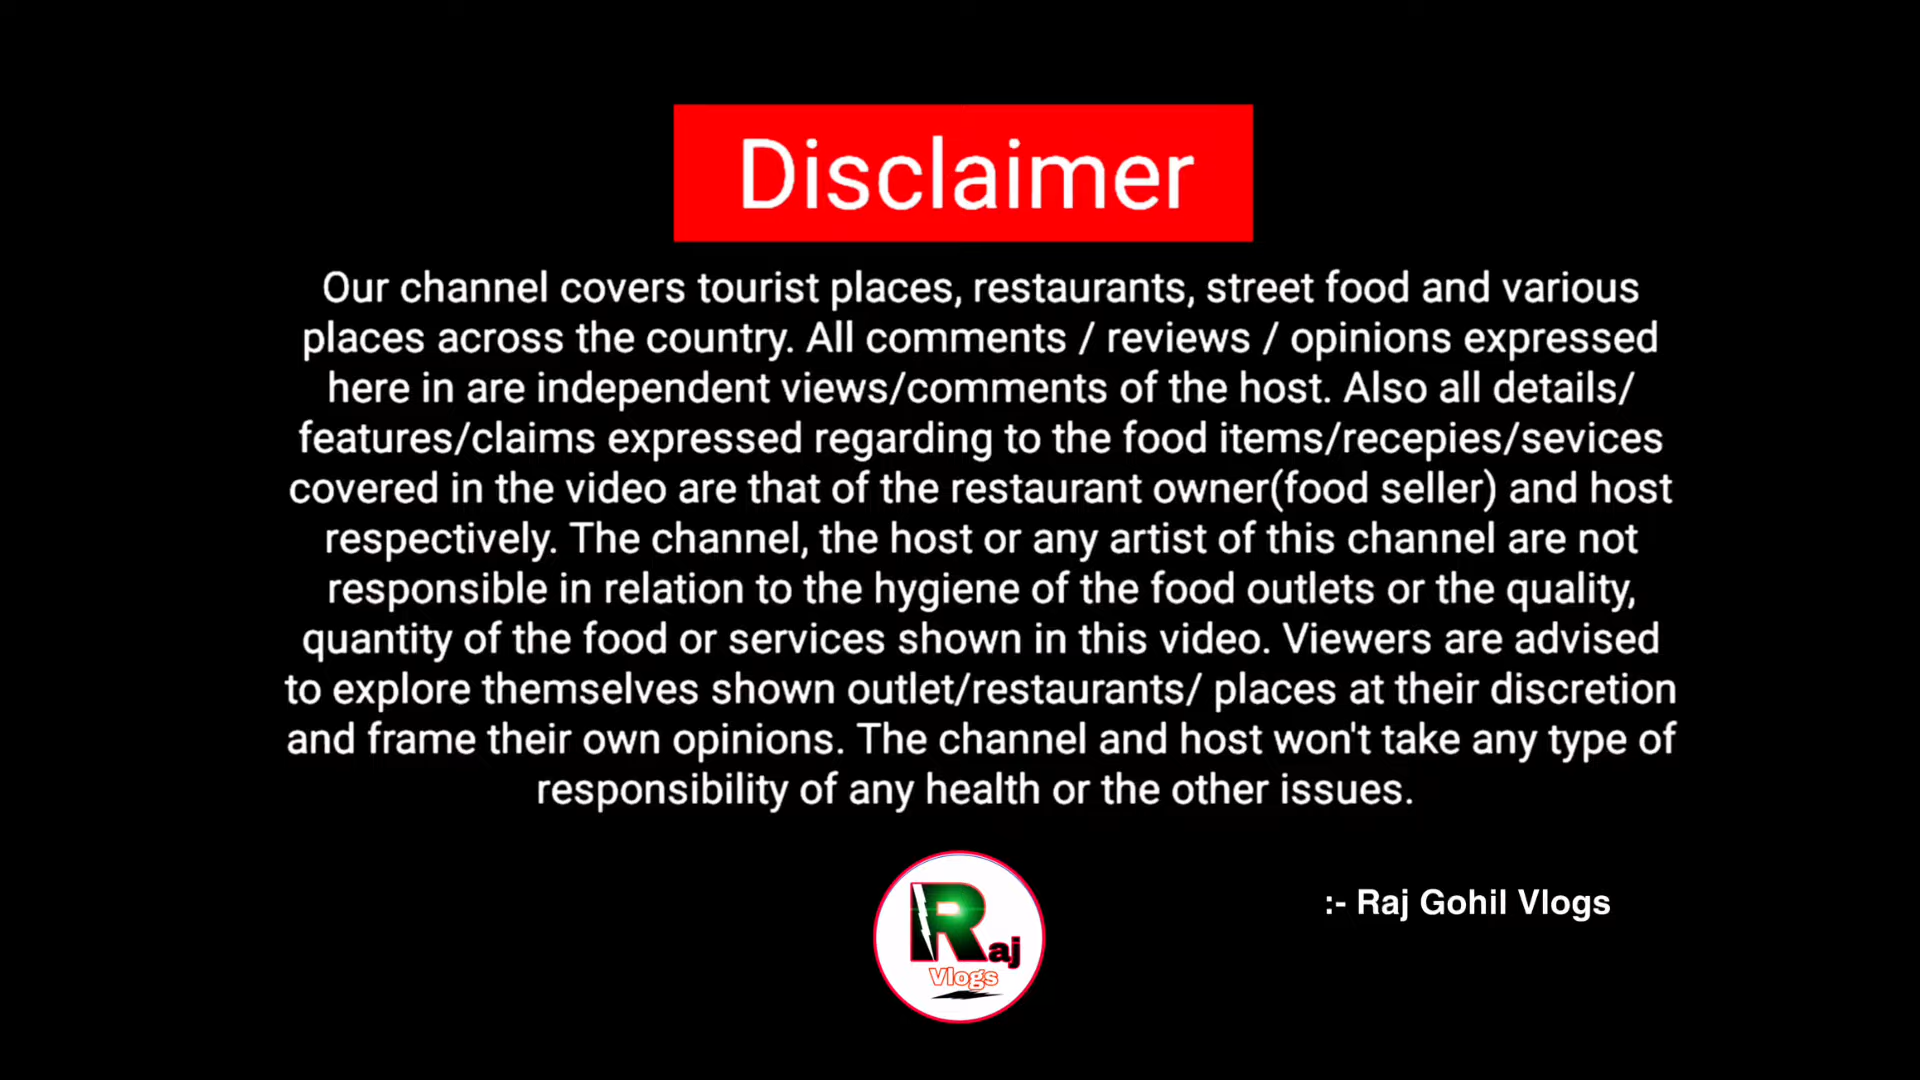 Disclaimer
Our channel covers tourist places, restaurants, street food and various
places across the country. All comments / reviews / opinions expressed
here in are independent views/comments of the host. Also all details/
features/claims expressed regarding to the food items/recepies/sevices
covered in the video are that of the restaurant owner(food seller) and host
respectively. The channel, the host or any artist of this channel are not
responsible in relation to the hygiene of the food outlets or the quality,
quantity of the food or services shown in this video. Viewers are advised
to explore themselves shown outlet/restaurants/ places at their discretion
and frame their own opinions. The channel and host won't take any type of
responsibility of any health or the other issues.
Raj
Vlogs
:- Raj Gohil Vlogs